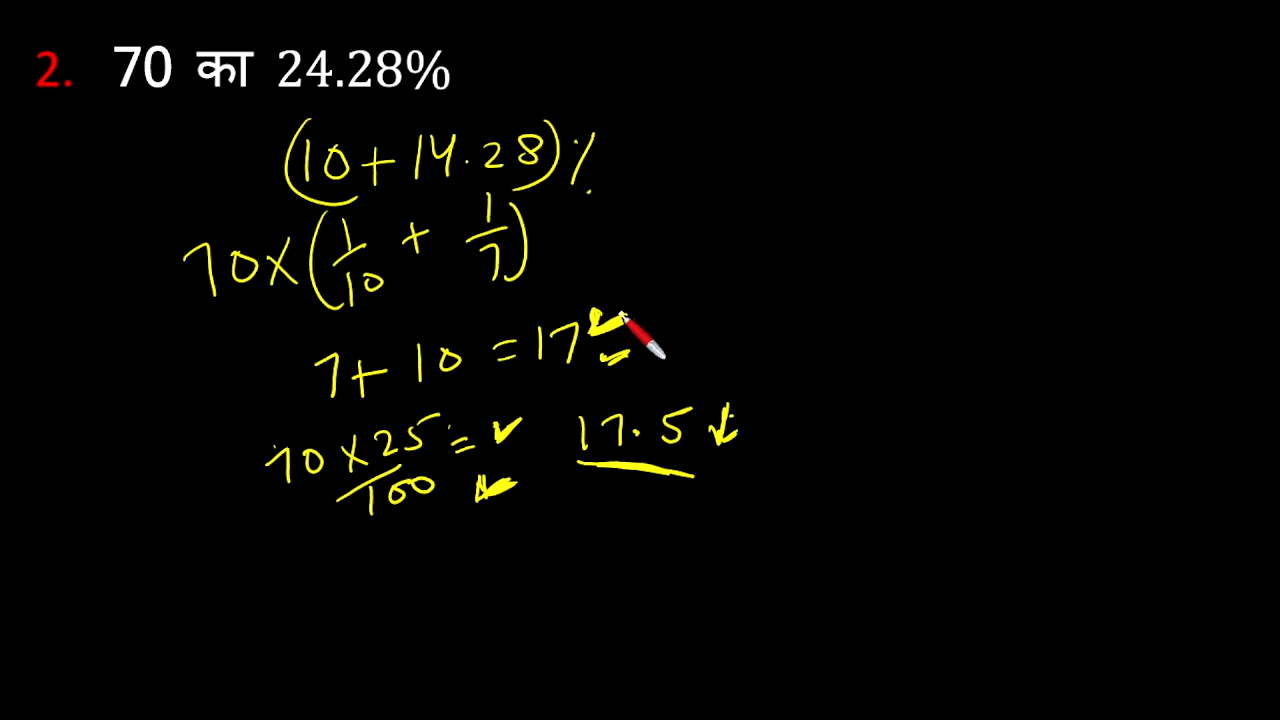 2. 70 का 24.28%
(10 + 14.28) %
70 × (1/10 + 1/7)
7 + 10 = 17
70 × 25/100 = 17.5